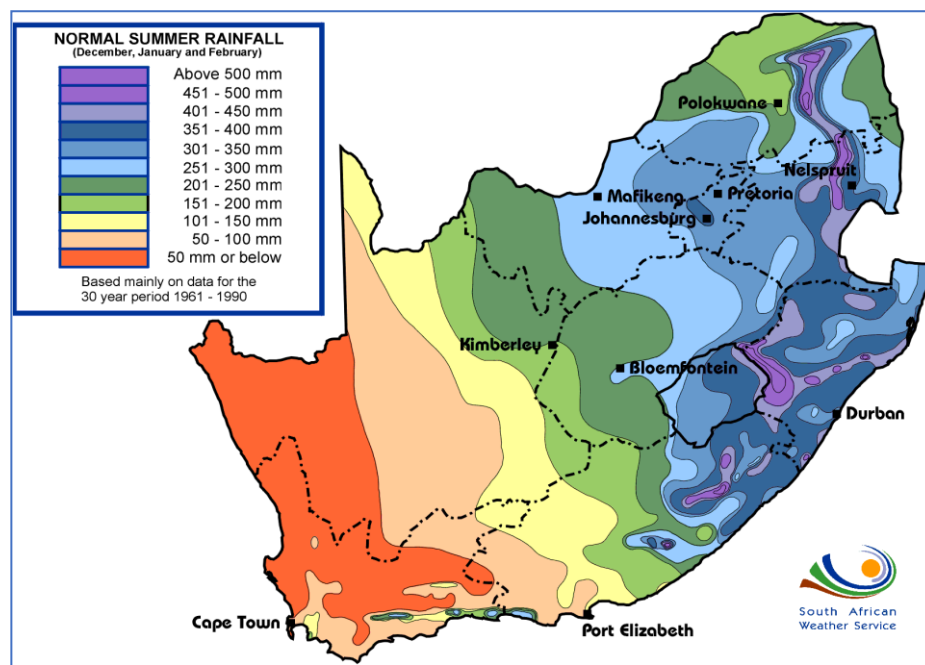 NORMAL SUMMER RAINFALL
(December, January and February)
Above 500 mm
451 - 500 mm
401 - 450 mm
351 - 400 mm
301 - 350 mm
251 - 300 mm
201 - 250 mm
151 - 200 mm
101 - 150 mm
50 - 100 mm
50 mm or below
Based mainly on data for the
30 year period 1961 - 1990
Polokwane
Nelspruit
Mafikeng
Pretoria
Johannesburg
Kimberley
Bloemfontein
Durban
Cape Town
Port Elizabeth
South African
Weather Service